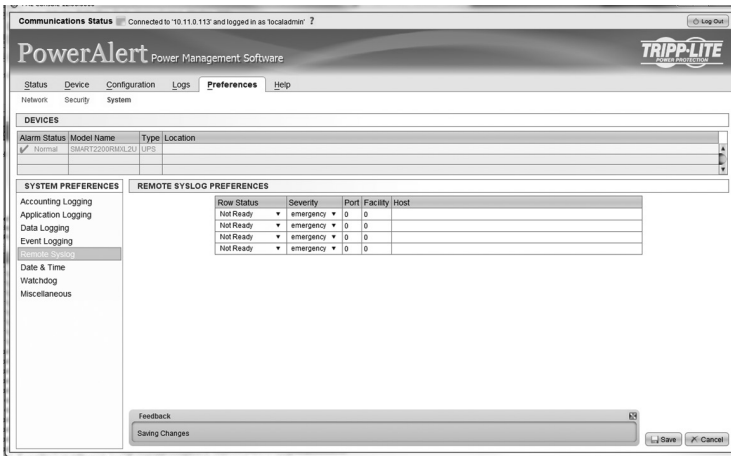 Communications Status Connected to '10.11.0.113' and logged in as 'localadmin' ? Log Out
PowerAlert Power Management Software
TRIPP-LITE
POWER PROTECTION
Status Device Configuration Logs Preferences Help
Network Security System
DEVICES
Alarm Status Model Name Type Location
Normal SMART2200RMXL2U UPS
SYSTEM PREFERENCES
Accounting Logging
Application Logging
Data Logging
Event Logging
Remote Syslog
Date & Time
Watchdog
Miscellaneous
REMOTE SYSLOG PREFERENCES
Row Status Severity Port Facility Host
Not Ready emergency 0 0
Not Ready emergency 0 0
Not Ready emergency 0 0
Not Ready emergency 0 0
Feedback
Saving Changes
Save Cancel